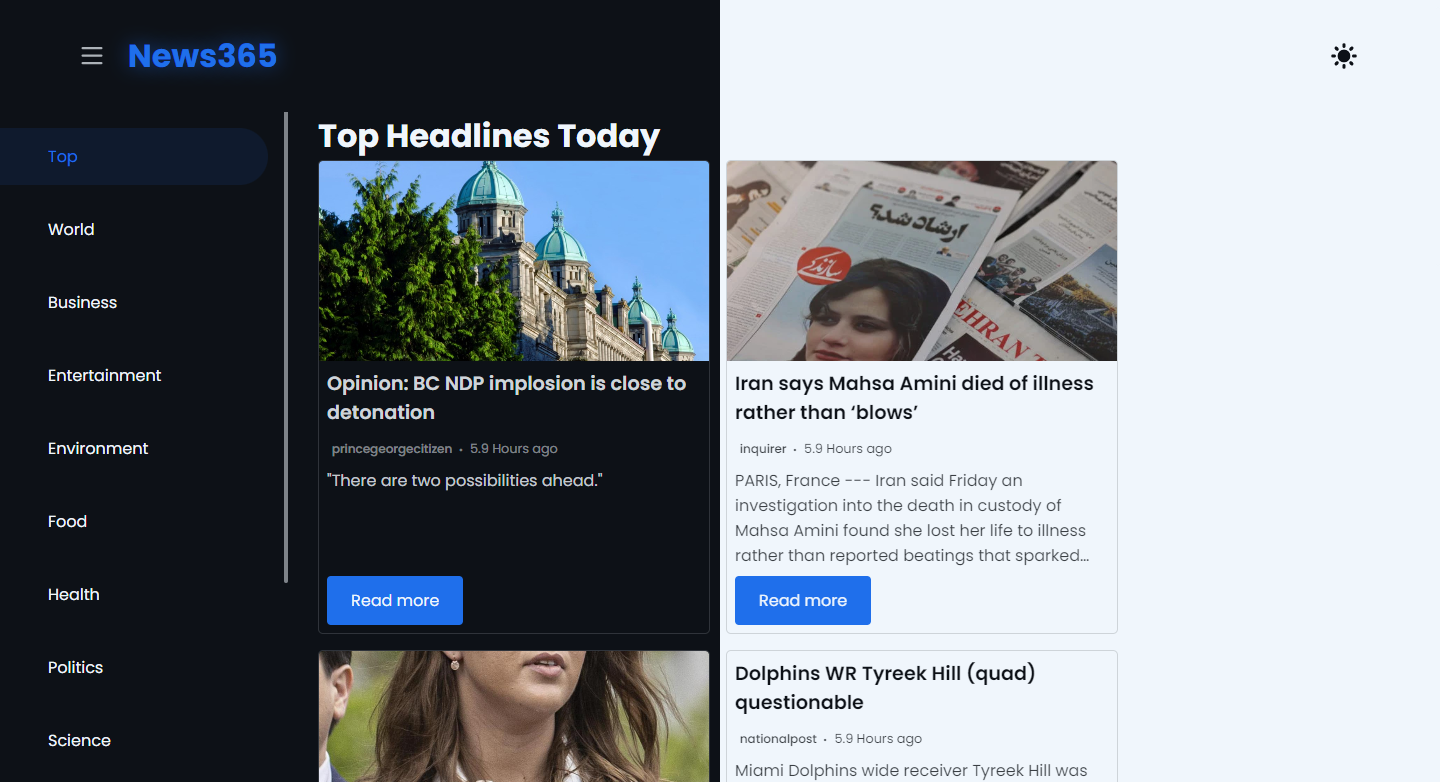 News365
Top
World
Business
Entertainment
Environment
Food
Health
Politics
Science
Top Headlines Today
Opinion: BC NDP implosion is close to
detonation
princegeorgecitizen • 5.9 Hours ago
"There are two possibilities ahead."
Read more
ارشاد شد؟
سازندگی
EHRAN T
Iran says Mahsa Amini died of illness
rather than ‘blows’
inquirer • 5.9 Hours ago
PARIS, France --- Iran said Friday an
investigation into the death in custody of
Mahsa Amini found she lost her life to illness
rather than reported beatings that sparked...
Read more
Dolphins WR Tyreek Hill (quad)
questionable
nationalpost • 5.9 Hours ago
Miami Dolphins wide receiver Tyreek Hill was